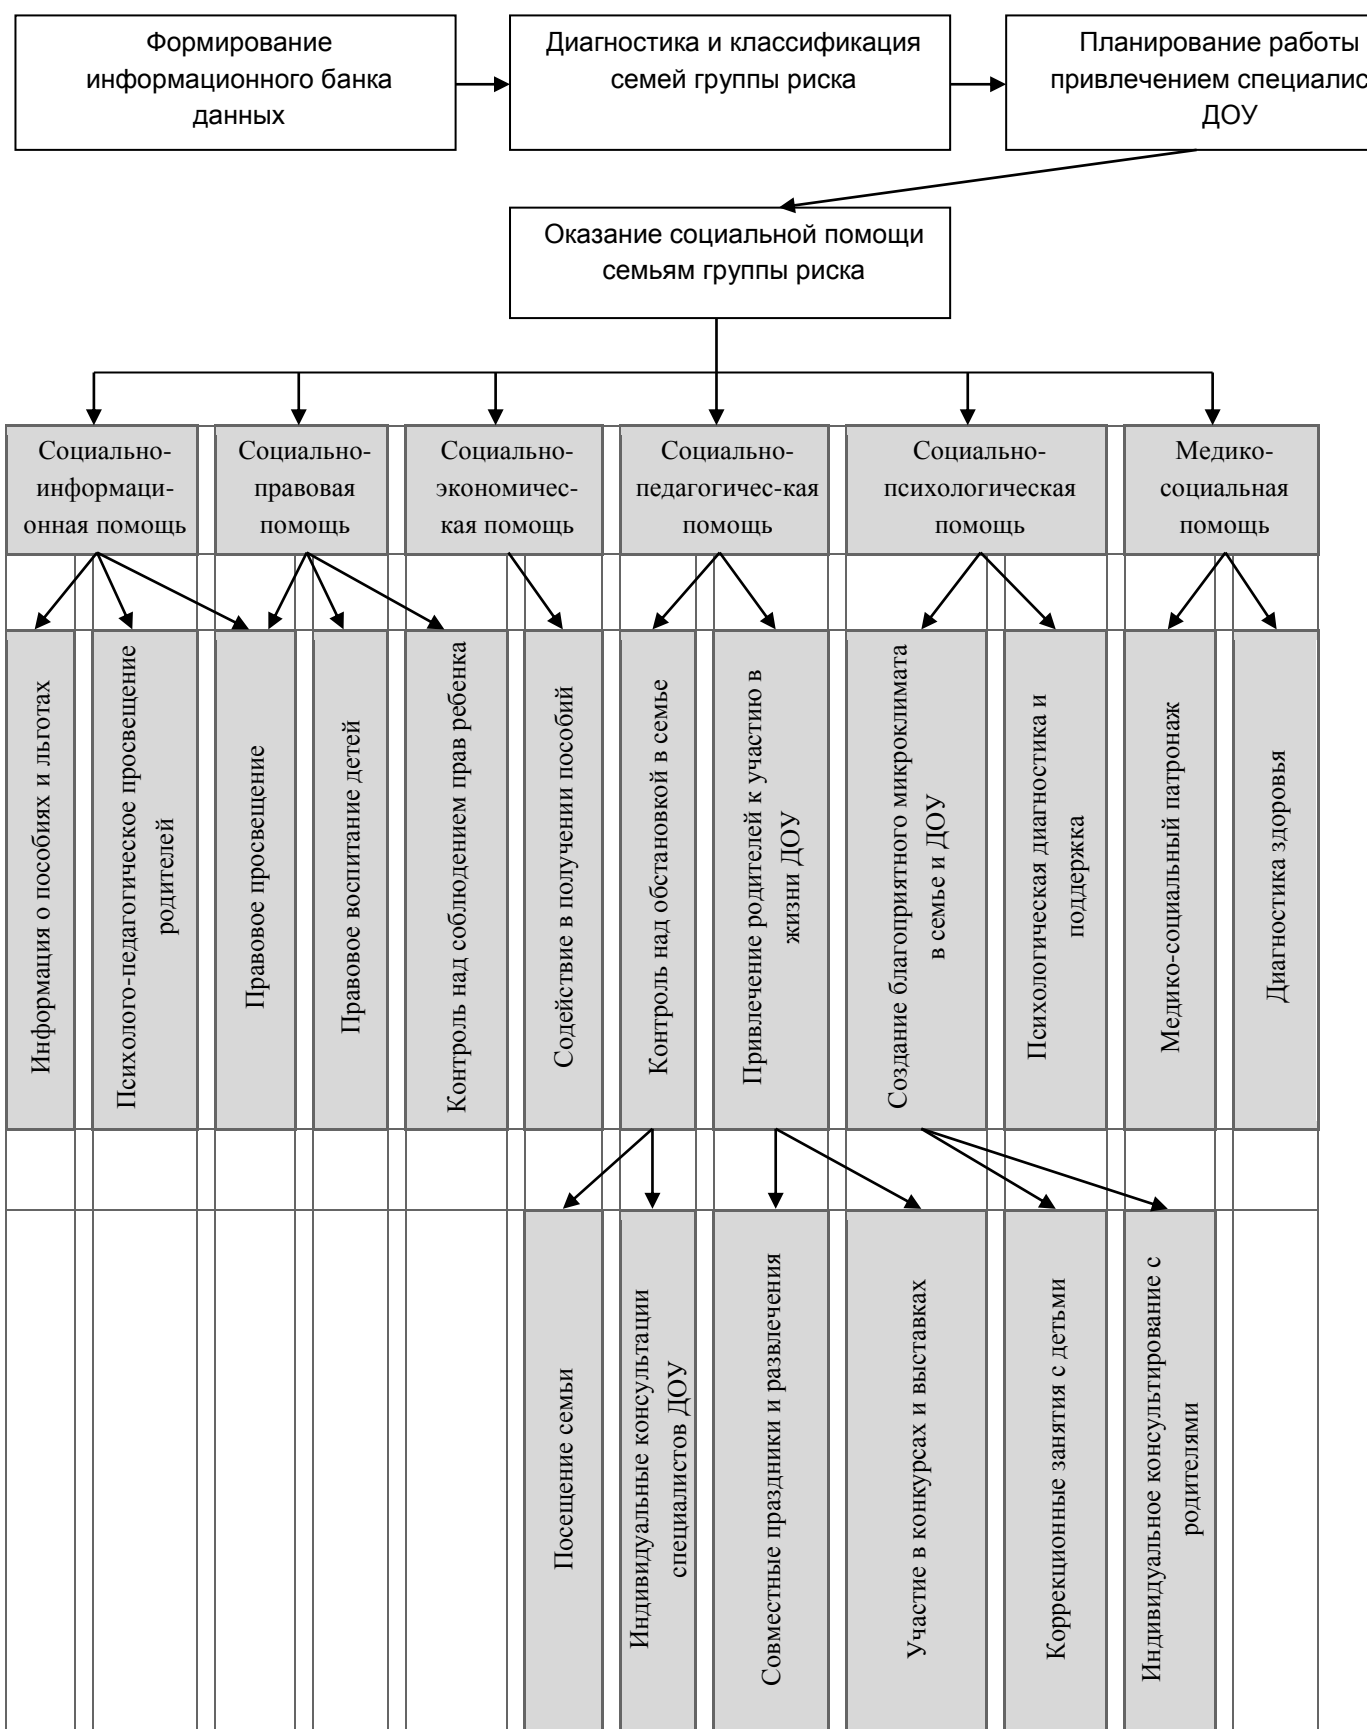 Формирование
информационного банка
данных
Диагностика и классификация
семей группы риска
Планирование работы
привлечением
ДОУ
Оказание социальной помощи
семьям группы риска
Социально-
информаци-
онная помощь
Социально-
правовая
помощь
Социально-
экономичес-
кая помощь
Социально-
педагогичес-кая
помощь
Социально-
психологическая
помощь
Медико-
социальная
помощь
Информация о пособиях и льготах
Психолого-педагогическое просвещение
родителей
Правовое просвещение
Правовое воспитание детей
Контроль над соблюдением прав ребенка
Содействие в получении пособий
Контроль над обстановкой в семье
Привлечение родителей к участию в
жизни ДОУ
Создание благоприятного микроклимата
в семье и ДОУ
Психологическая диагностика и
поддержка
Медико-социальный патронаж
Диагностика здоровья
Посещение семьи
Индивидуальные консультации
специалистов ДОУ
Совместные праздники и развлечения
Участие в конкурсах и выставках
Коррекционные занятия с детьми
Индивидуальное консультирование с
родителями